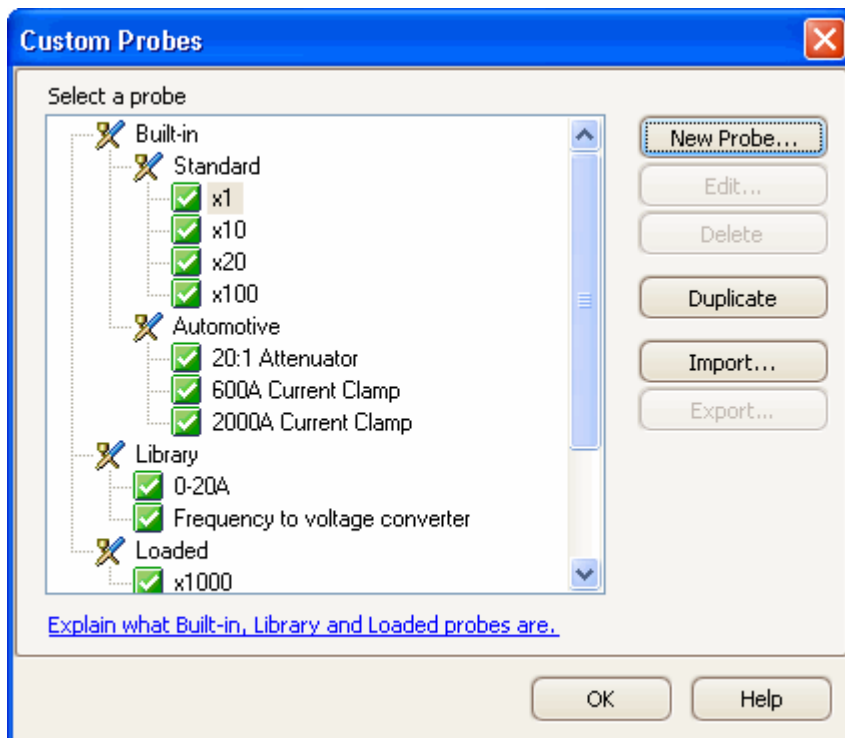 Custom Probes
Select a probe
Built-in
Standard
x1
x10
x20
x100
Automotive
20:1 Attenuator
600A Current Clamp
2000A Current Clamp
Library
0-20A
Frequency to voltage converter
Loaded
x1000
New Probe...
Edit...
Delete
Duplicate
Import...
Export...
Explain what Built-in, Library and Loaded probes are.
OK
Help